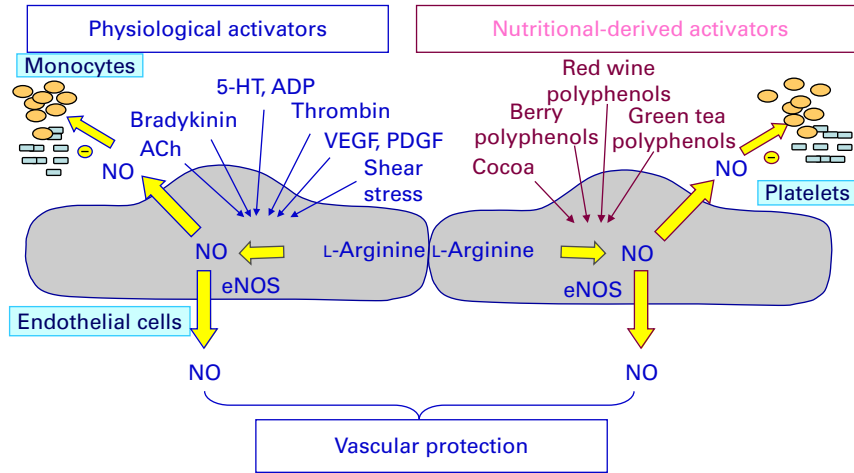 Physiological activators
Nutritional-derived activators
Monocytes
5-HT, ADP
Bradykinin
Thrombin
ACh
VEGF, PDGF
Shear
stress
NO
–
Red wine
polyphenols
Berry
polyphenols
Green tea
polyphenols
Cocoa
NO
–
Platelets
NO
L-Arginine
L-Arginine
NO
eNOS
eNOS
Endothelial cells
NO
NO
Vascular protection